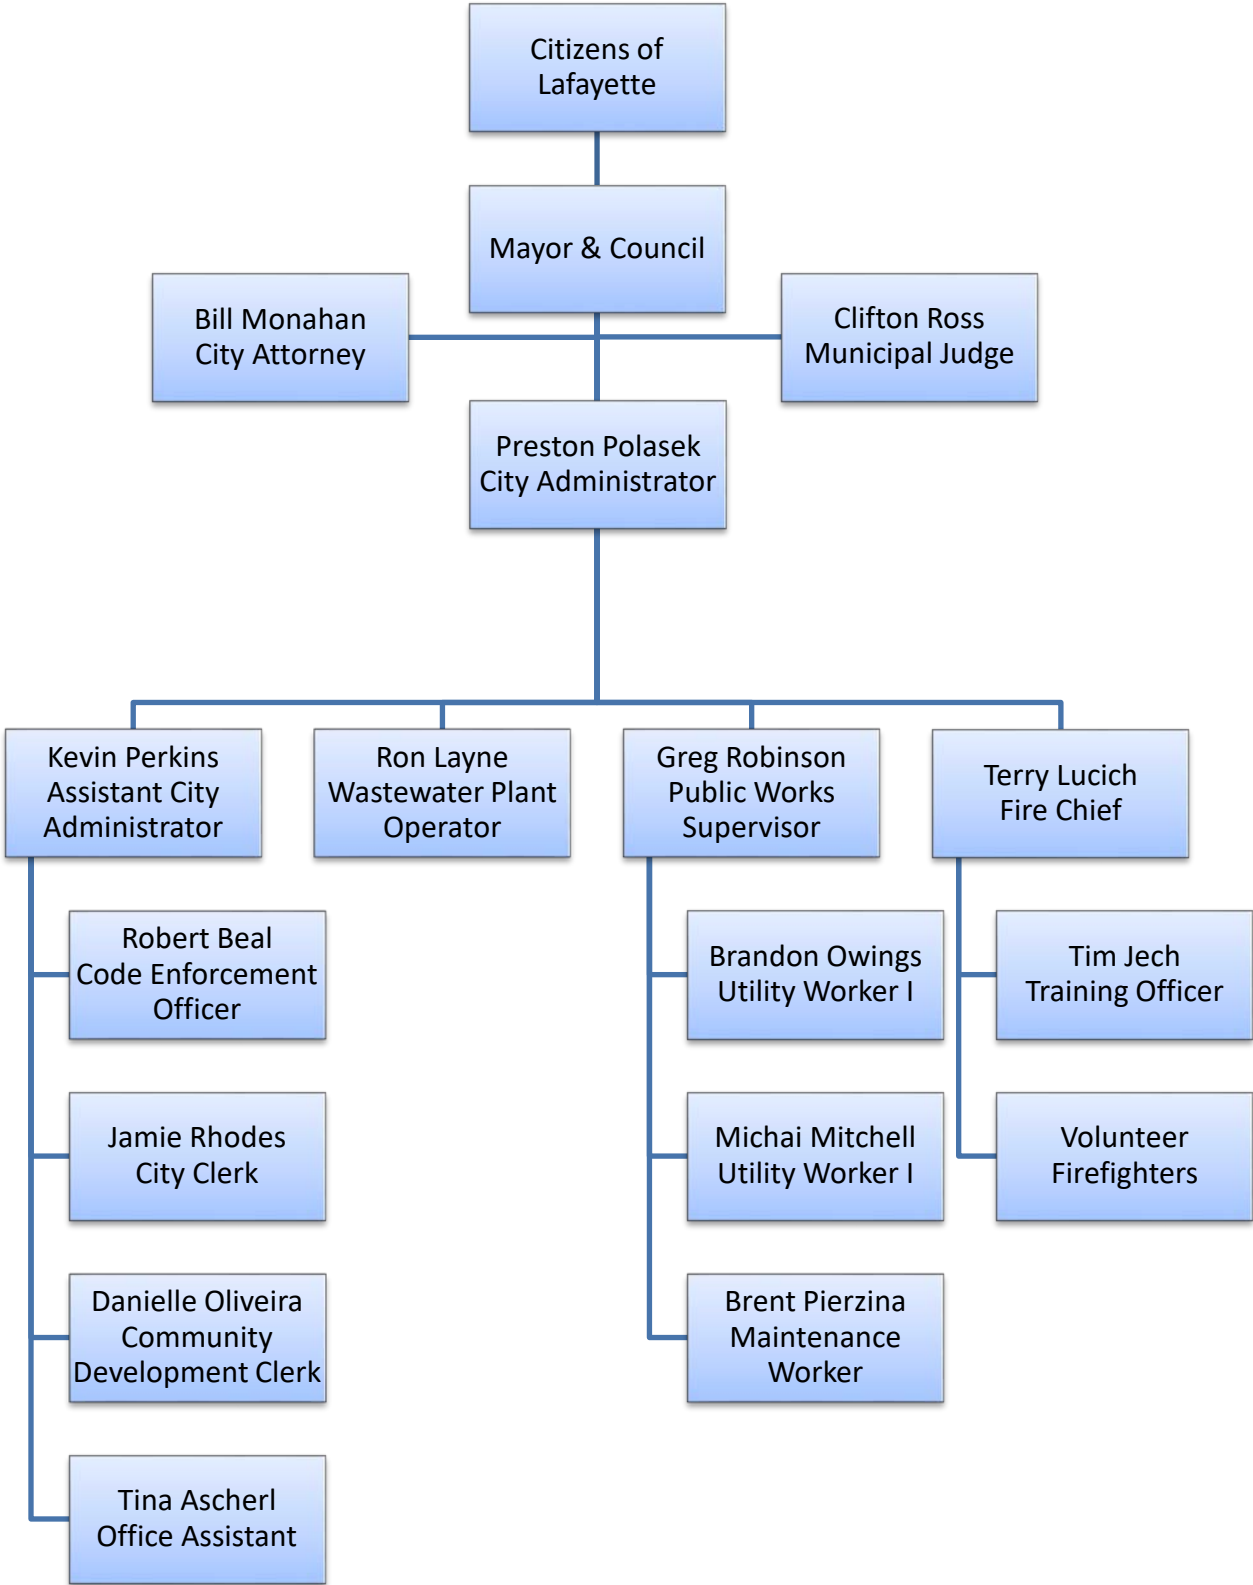 Citizens of
Lafayette
Mayor & Council
Bill Monahan
City Attorney
Clifton Ross
Municipal Judge
Preston Polasek
City Administrator
Kevin Perkins
Assistant City
Administrator
Ron Layne
Wastewater Plant
Operator
Greg Robinson
Public Works
Supervisor
Terry Lucich
Fire Chief
Robert Beal
Code Enforcement
Officer
Jamie Rhodes
City Clerk
Danielle Oliveira
Community
Development Clerk
Tina Ascherl
Office Assistant
Brandon Owings
Utility Worker I
Michai Mitchell
Utility Worker I
Brent Pierzina
Maintenance
Worker
Tim Jech
Training Officer
Volunteer
Firefighters